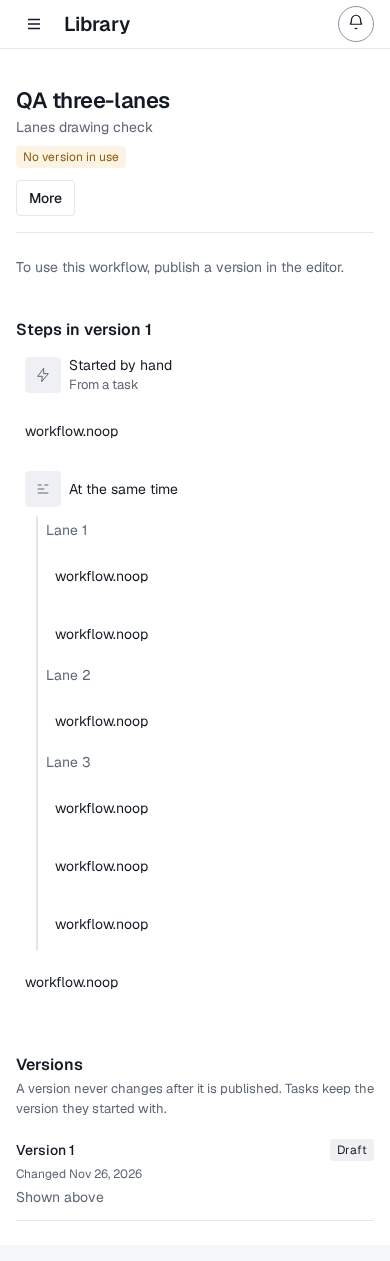 Library
QA three-lanes
Lanes drawing check
No version in use
More
To use this workflow, publish a version in the editor.
Steps in version 1
Started by hand
From a task
workflow.noop
At the same time
Lane 1
workflow.noop
workflow.noop
Lane 2
workflow.noop
Lane 3
workflow.noop
workflow.noop
workflow.noop
workflow.noop
Versions
A version never changes after it is published. Tasks keep the
version they started with.
Version 1
Draft
Changed Nov 26, 2026
Shown above